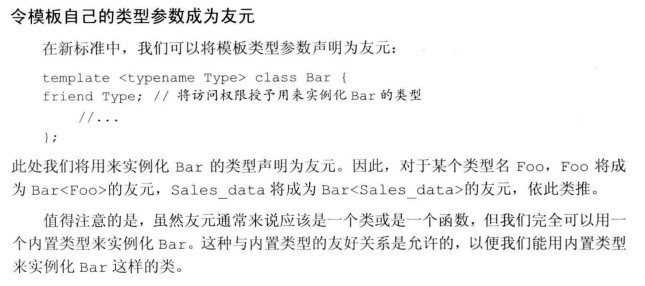 令模板自己的类型参数成为友元
在新标准中，我们可以将模板类型参数声明为友元：
template <typename Type> class Bar {
friend Type; // 将访问权限授予用来实例化 Bar 的类型
//...
};
此处我们将用来实例化 Bar 的类型声明为友元。因此，对于某个类型名 Foo，Foo 将成
为 Bar<Foo>的友元，Sales_data 将成为 Bar<Sales_data>的友元，依此类推。
值得注意的是，虽然友元通常来说应该是一个类或是一个函数，但我们完全可以用一
个内置类型来实例化 Bar。这种与内置类型的友好关系是允许的，以便我们能用内置类型
来实例化 Bar 这样的类。